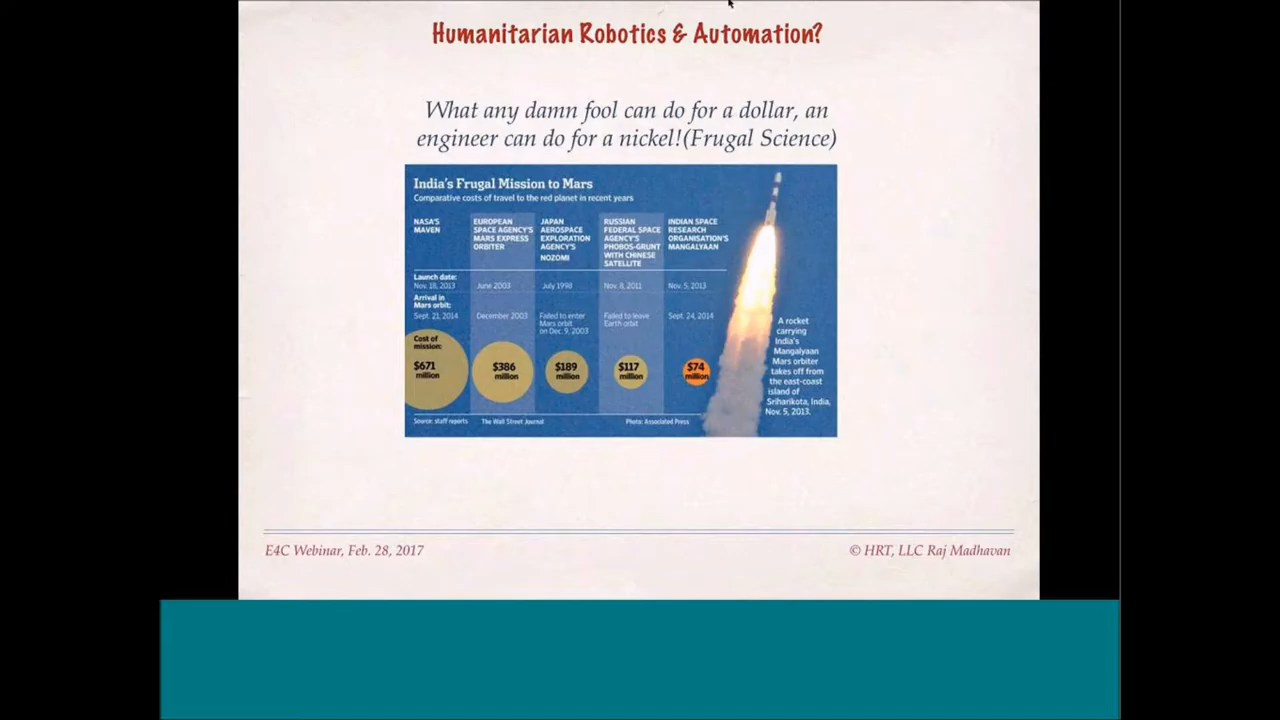 Humanitarian Robotics & Automation?
What any damn fool can do for a dollar, an
engineer can do for a nickel!(Frugal Science)
India's Frugal Mission to Mars
Comparative costs of travel to the red planet in recent years
NASA'S
MAVEN
EUROPEAN
SPACE AGENCY'S
MARS EXPRESS
ORBITER
JAPAN
AEROSPACE
EXPLORATION
AGENCY'S
NOZOMI
RUSSIAN
FEDERAL SPACE
AGENCY'S
PHOBOS-GRUNT
WITH CHINESE
SATELLITE
INDIAN SPACE
RESEARCH
ORGANISATION'S
MANGALYAAN
Launch date:
Nov. 18, 2013
June 2003
July 1998
Nov. 8, 2011
Nov. 5, 2013
Arrival in
Mars orbit:
Sept. 21, 2014
December 2003
Failed to enter
Mars orbit
on Dec. 9, 2003
Failed to leave
Earth orbit
Sept. 24, 2014
Cost of
mission:
$671
million
$386
million
$189
million
$117
million
$74
million
A rocket
carrying
India's
Mangalyaan
Mars orbiter
takes off from
the east-coast
island of
Sriharikota, India,
Nov. 5, 2013.
Source: staff reports
The Wall Street Journal
Photo: Associated Press
E4C Webinar, Feb. 28, 2017
© HRT, LLC Raj Madhavan